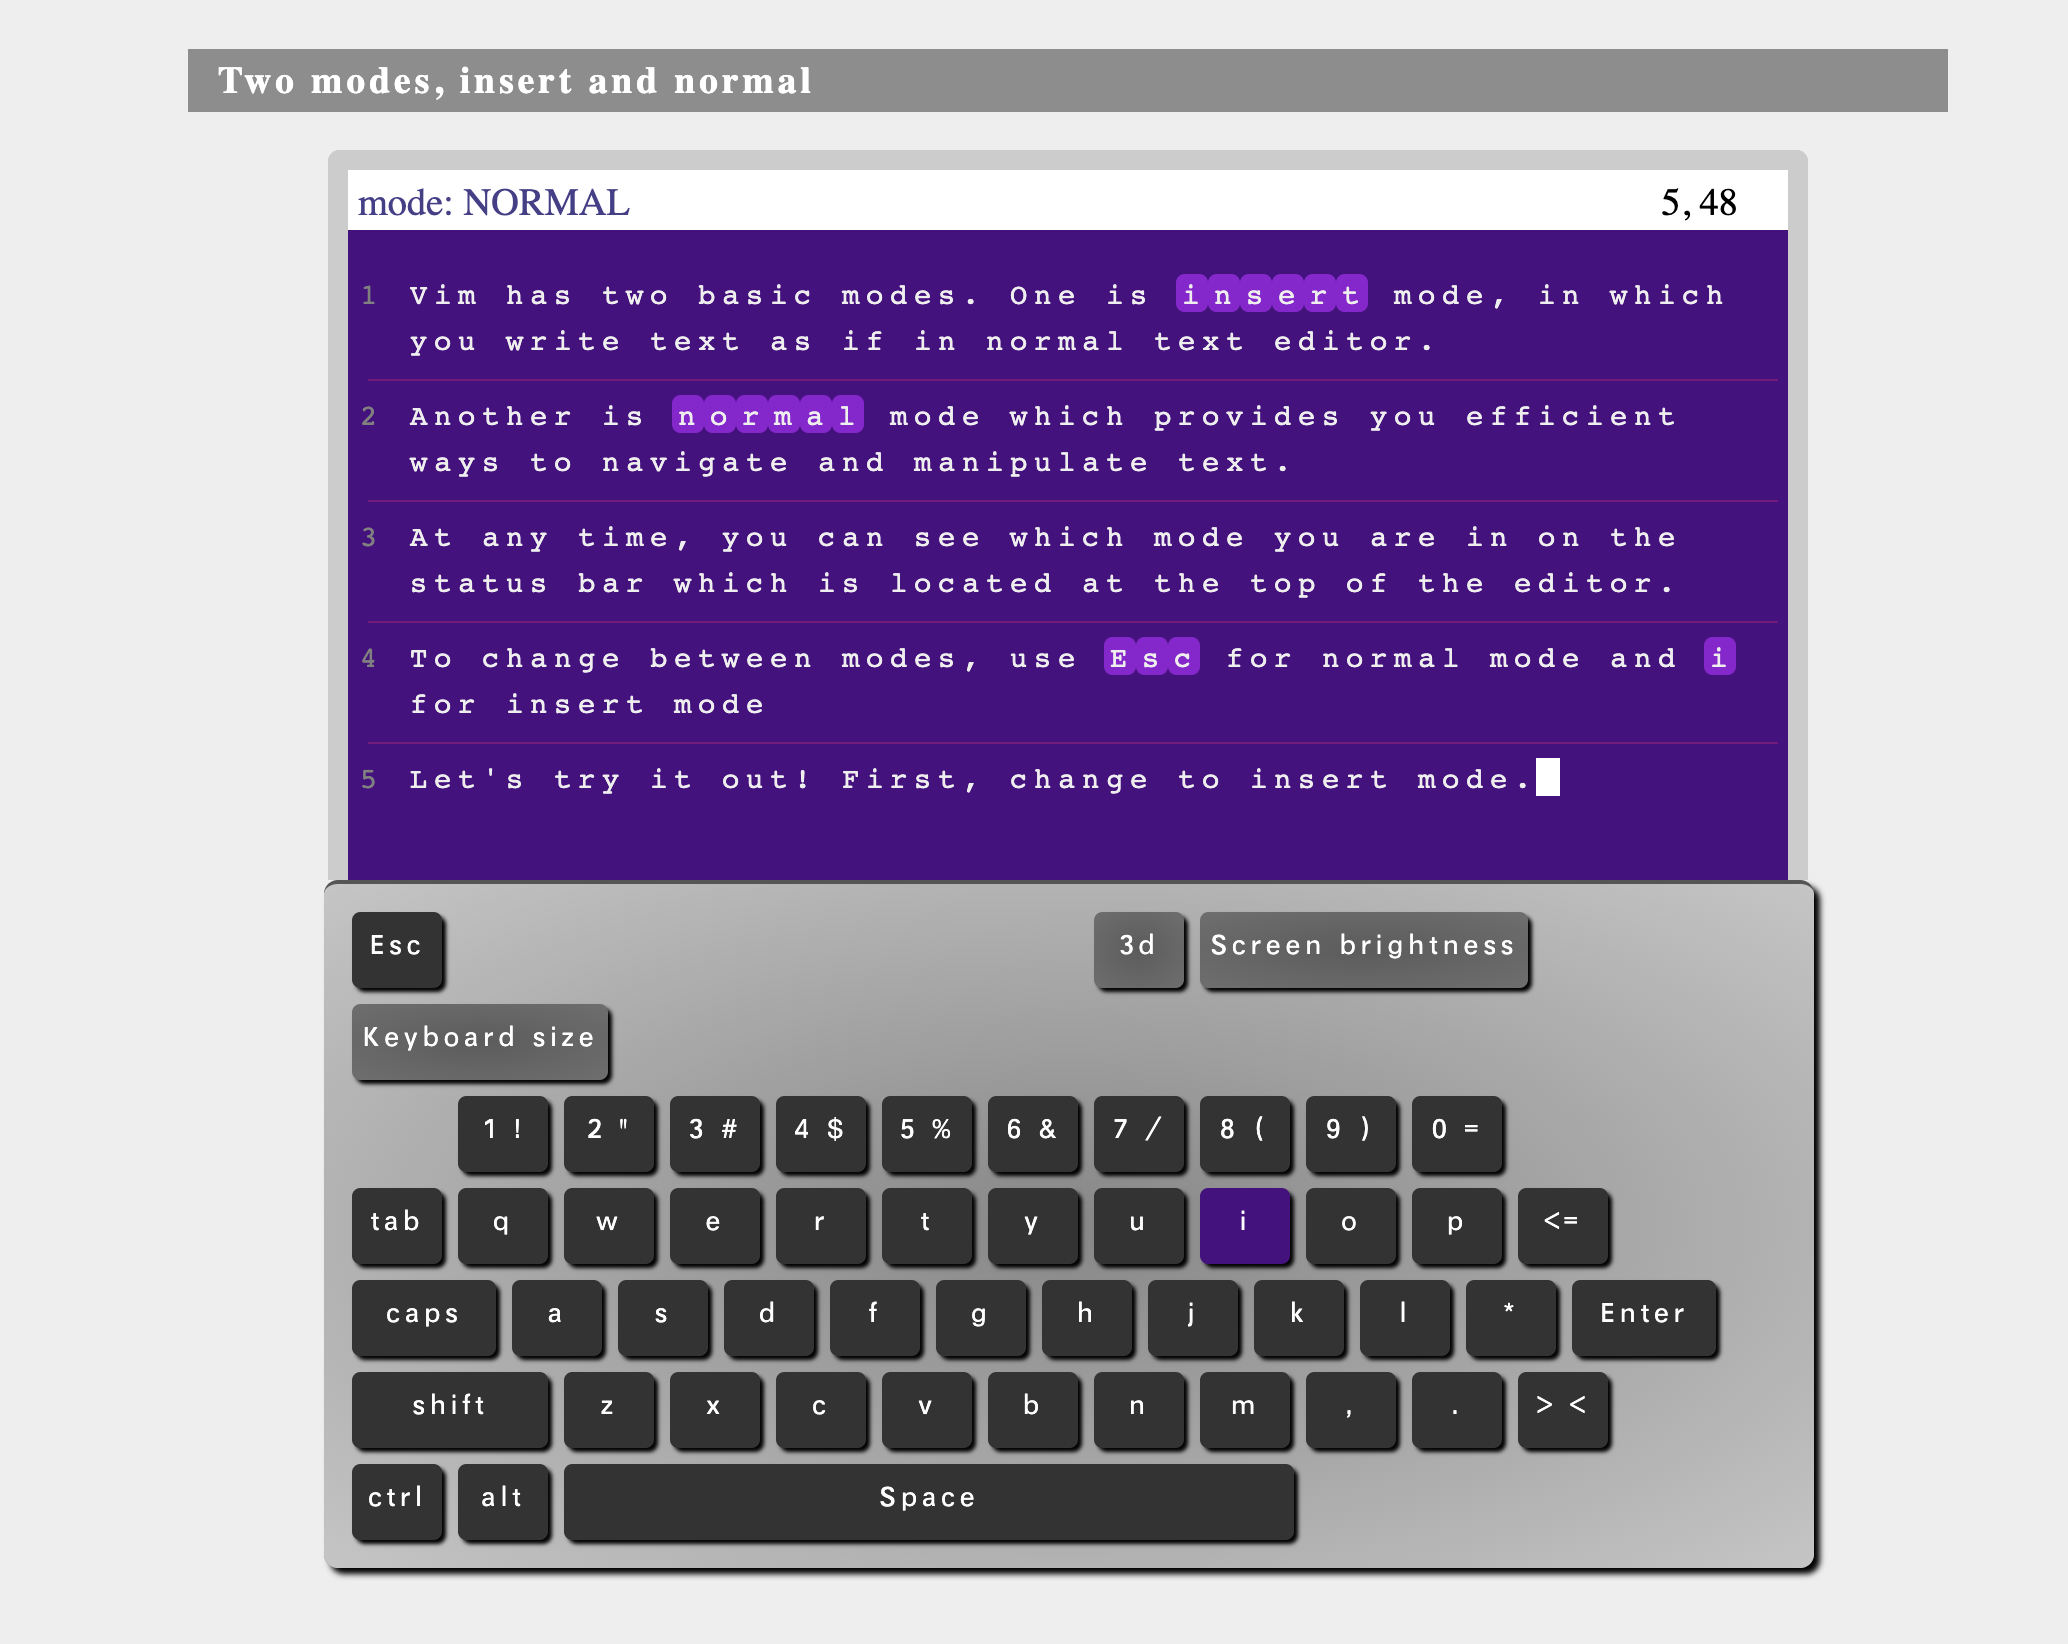 Two modes, insert and normal
mode: NORMAL 5,48
1 Vim has two basic modes. One is insert mode, in which
you write text as if in normal text editor.
2 Another is normal mode which provides you efficient
ways to navigate and manipulate text.
3 At any time, you can see which mode you are in on the
status bar which is located at the top of the editor.
4 To change between modes, use Esc for normal mode and i
for insert mode
5 Let's try it out! First, change to insert mode.
Esc 3d Screen brightness
Keyboard size
1 ! 2 " 3 # 4 $ 5 % 6 & 7 / 8 ( 9 ) 0 =
tab q w e r t y u i o p <=
caps a s d f g h j k l * Enter
shift z x c v b n m , . > <
ctrl alt Space